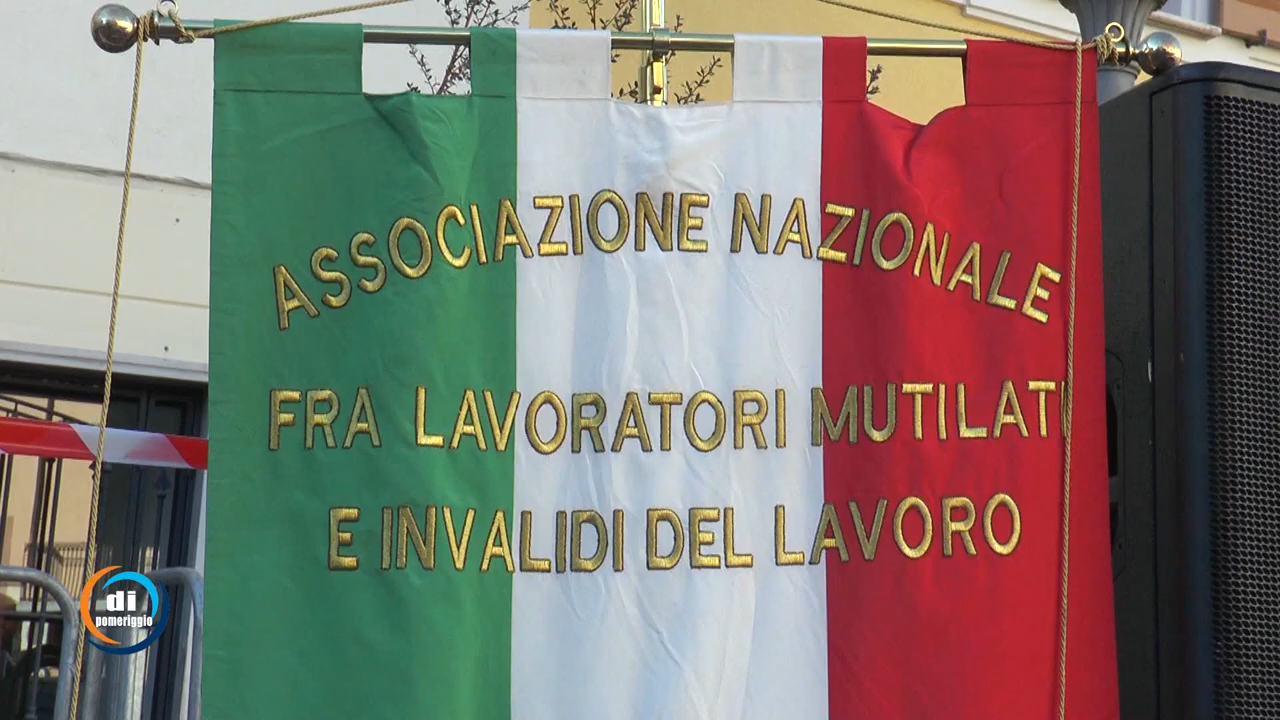 ASSOCIAZIONE NAZIONALE
FRA LAVORATORI MUTILATI
E INVALIDI DEL LAVORO
di
pomeriggio